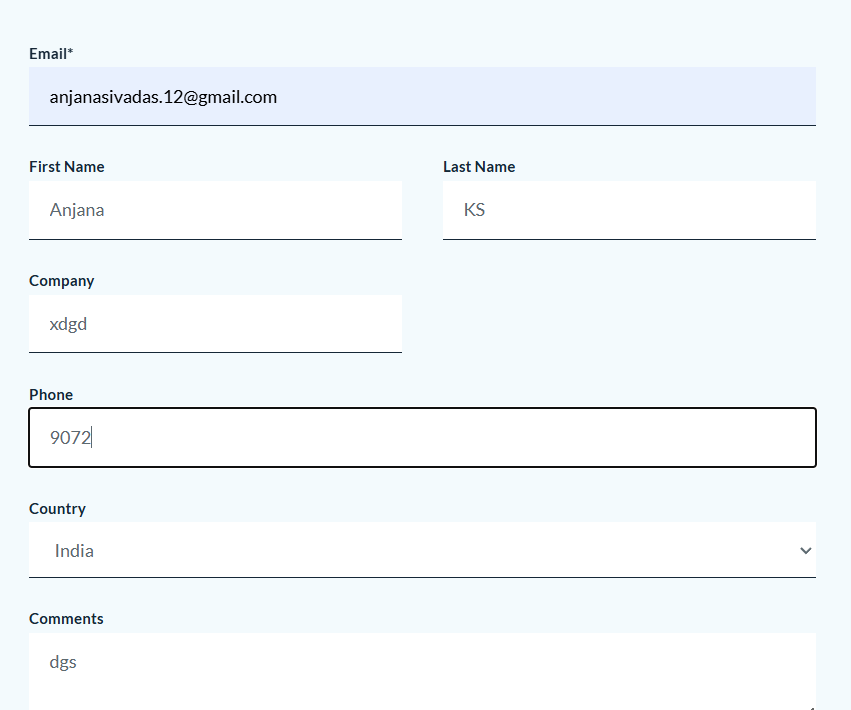 Email*
anjanasivadas.12@gmail.com
First Name Last Name
Anjana KS
Company
xdgd
Phone
9072
Country
India
Comments
dgs